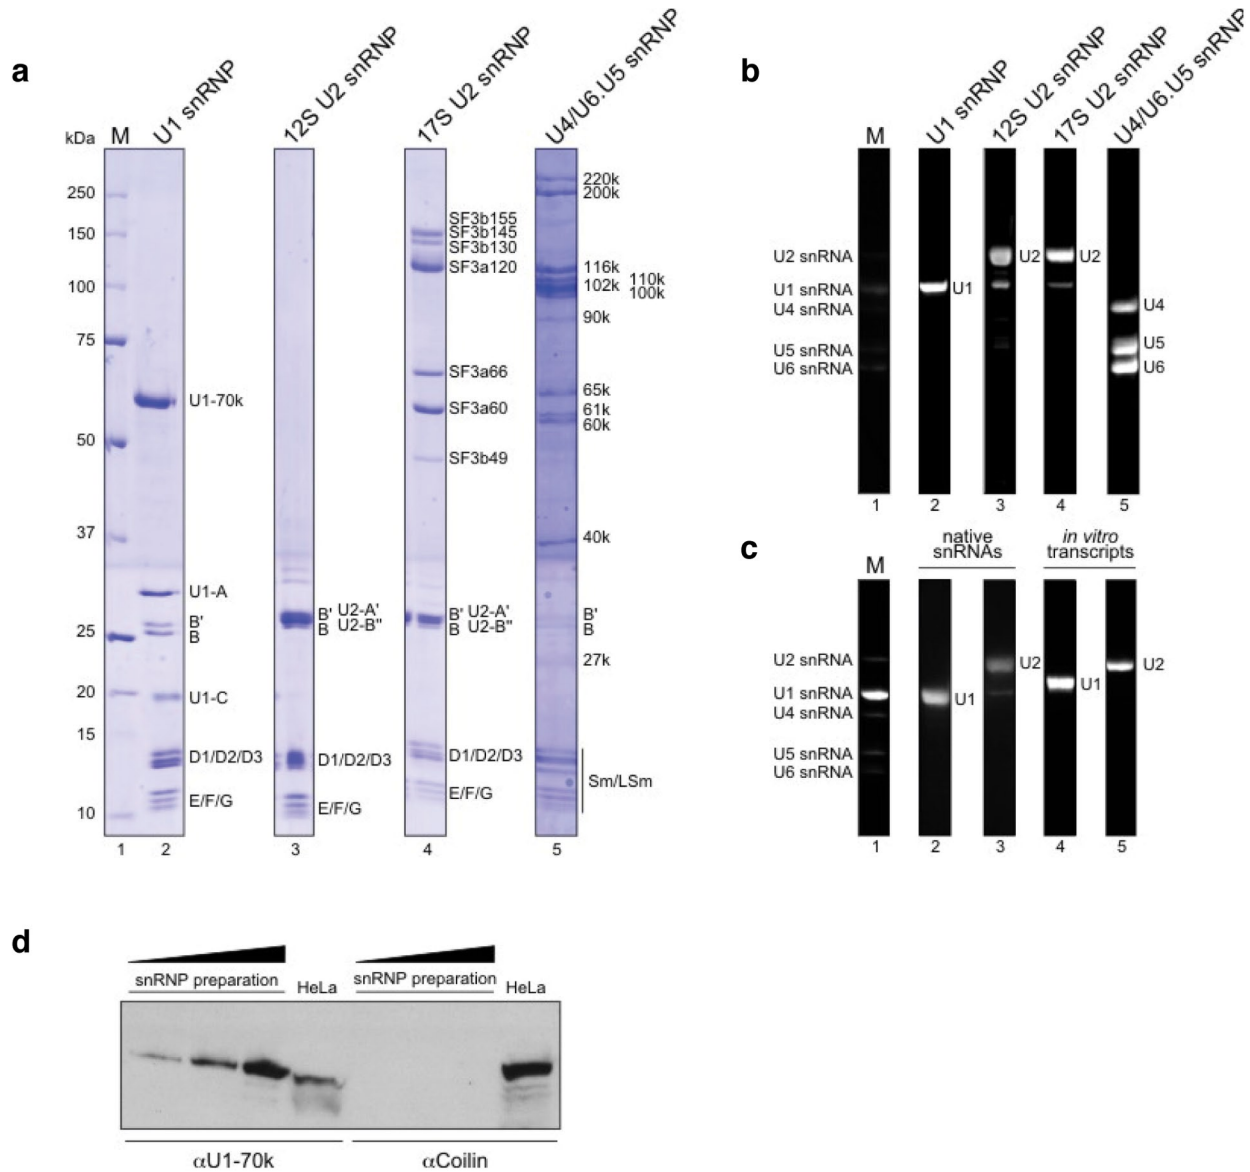 a
kDa
M
U1 snRNP
12S U2 snRNP
17S U2 snRNP
U4/U6.U5 snRNP
250
150
100
75
50
37
25
20
15
10
U1-70k
U1-A
B'
B
U1-C
D1/D2/D3
E/F/G
B' U2-A'
B U2-B"
D1/D2/D3
E/F/G
SF3b155
SF3b145
SF3b130
SF3a120
SF3a66
SF3a60
SF3b49
B' U2-A'
B U2-B"
D1/D2/D3
E/F/G
220k
200k
116k
110k
102k
100k
90k
65k
61k
60k
40k
B'
B
27k
Sm/LSm
1
2
3
4
5
b
M
U1 snRNP
12S U2 snRNP
17S U2 snRNP
U4/U6.U5 snRNP
U2 snRNA
U1 snRNA
U4 snRNA
U5 snRNA
U6 snRNA
U1
U2
U2
U4
U5
U6
1
2
3
4
5
c
M
native
snRNAs
in vitro
transcripts
U2 snRNA
U1 snRNA
U4 snRNA
U5 snRNA
U6 snRNA
U1
U2
U1
U2
1
2
3
4
5
d
snRNP preparation
HeLa
snRNP preparation
HeLa
αU1-70k
αCoilin